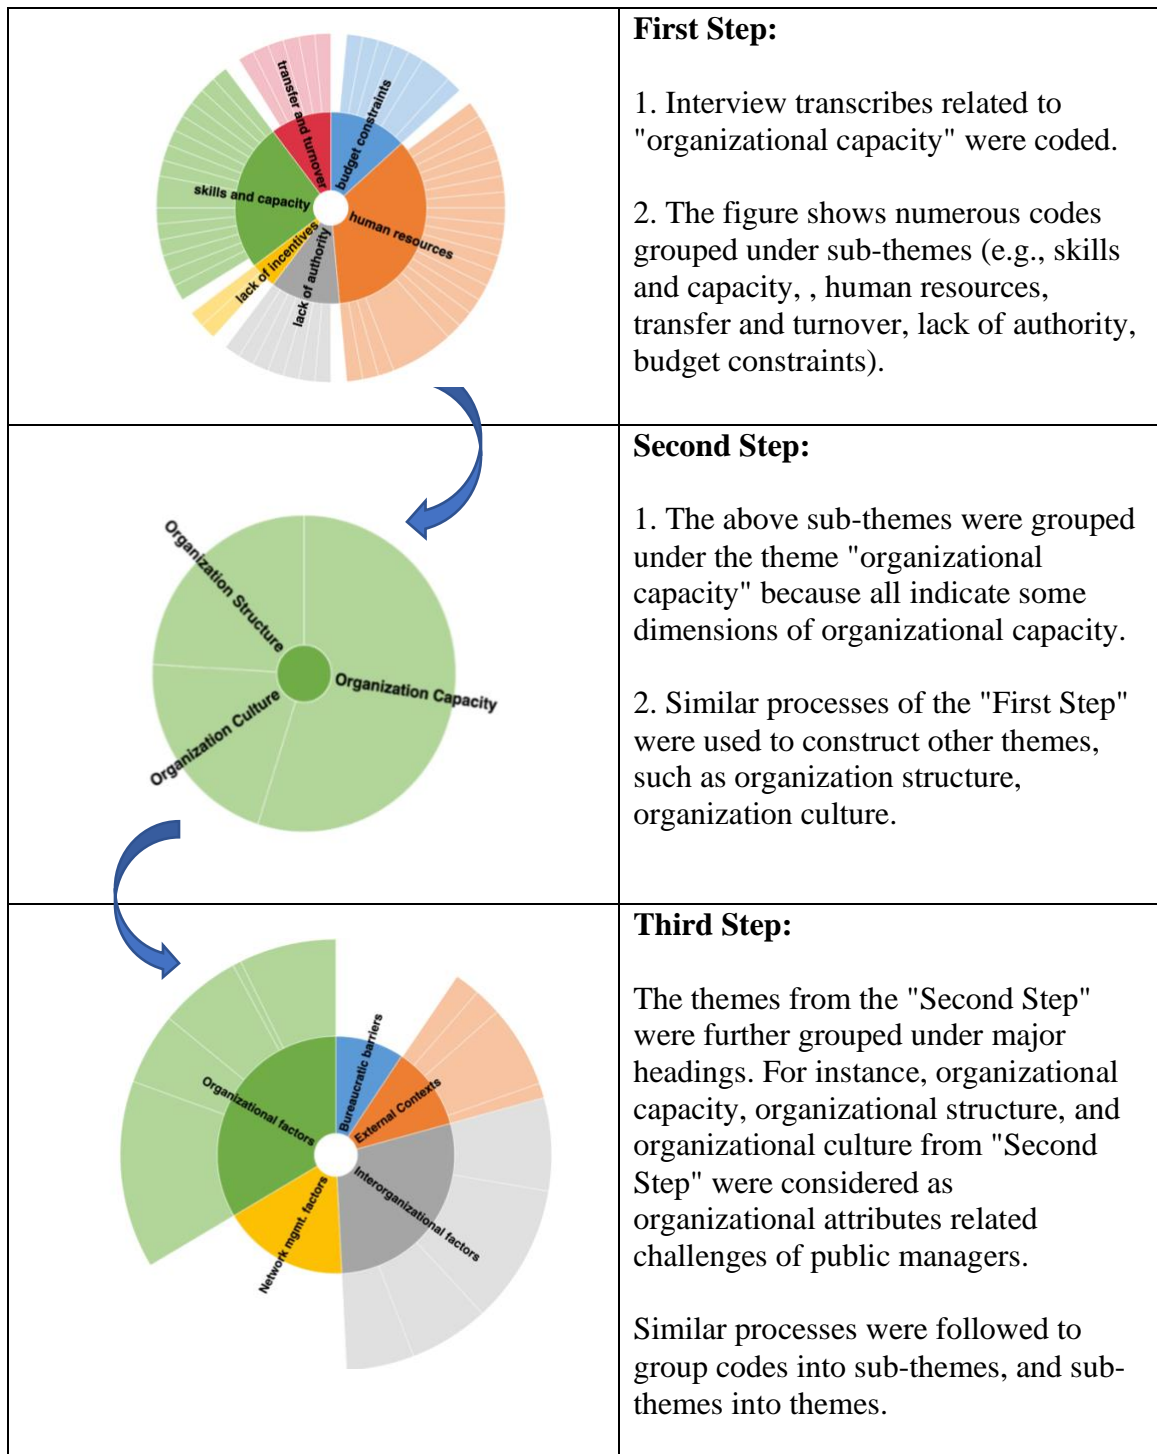 transfer and turnover
budget constraints
skills and capacity
human resources
lack of incentives
lack of authority
First Step:
1. Interview transcribes related to
"organizational capacity" were coded.
2. The figure shows numerous codes
grouped under sub-themes (e.g., skills
and capacity, , human resources,
transfer and turnover, lack of authority,
budget constraints).
Organization Structure
Organization Capacity
Organization Culture
Second Step:
1. The above sub-themes were grouped
under the theme "organizational
capacity" because all indicate some
dimensions of organizational capacity.
2. Similar processes of the "First Step"
were used to construct other themes,
such as organization structure,
organization culture.
Bureaucratic barriers
External Contexts
Organizational factors
Interorganizational factors
Network mgmt. factors
Third Step:
The themes from the "Second Step"
were further grouped under major
headings. For instance, organizational
capacity, organizational structure, and
organizational culture from "Second
Step" were considered as
organizational attributes related
challenges of public managers.
Similar processes were followed to
group codes into sub-themes, and sub-
themes into themes.